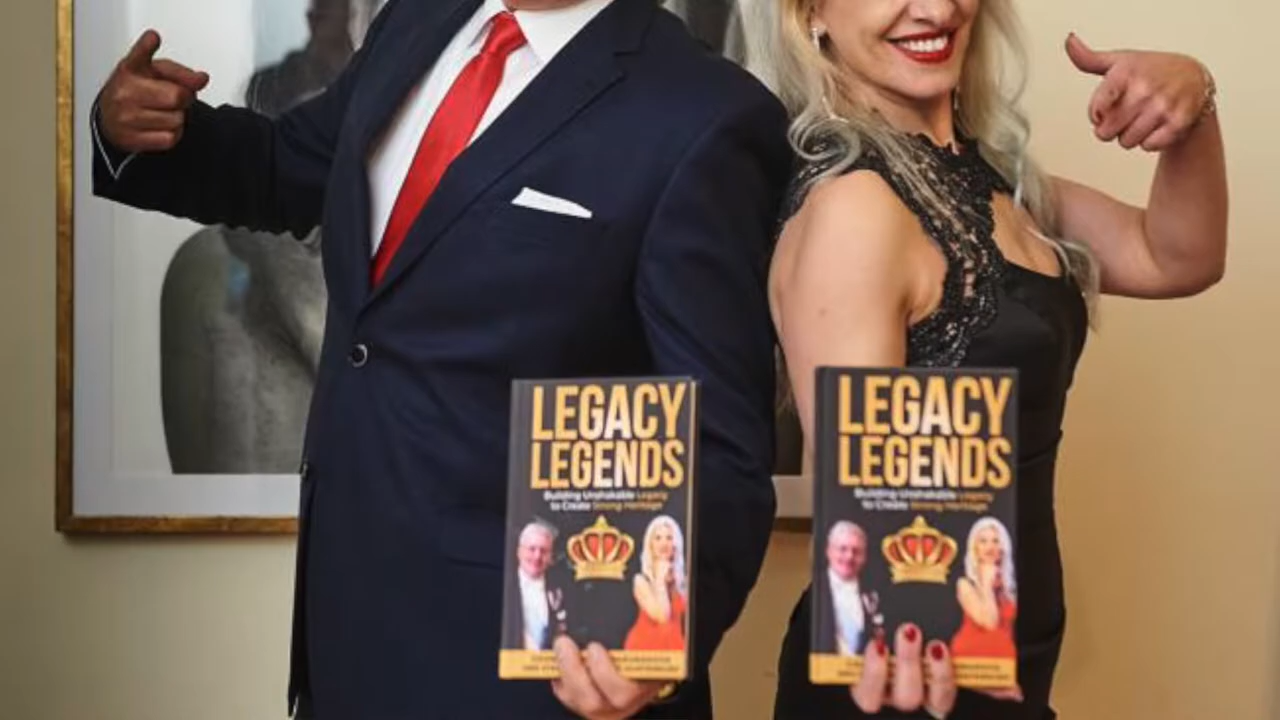 LEGACY
LEGENDS
Building Unshakable Legacy
to Create Strong Heritage
LEGACY
LEGENDS
Building Unshakable Legacy
to Create Strong Heritage